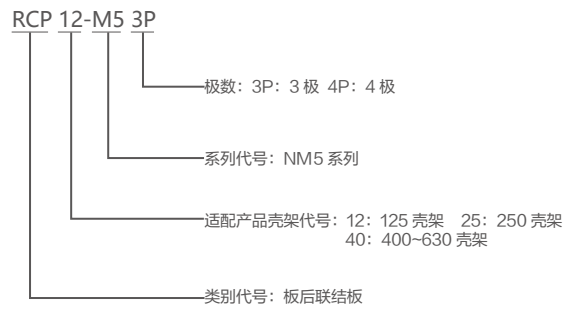 RCP 12-M5 3P
极数：3P：3 极 4P：4 极
系列代号：NM5 系列
适配产品壳架代号：12：125 壳架 25：250 壳架
40：400~630 壳架
类别代号：板后联结板